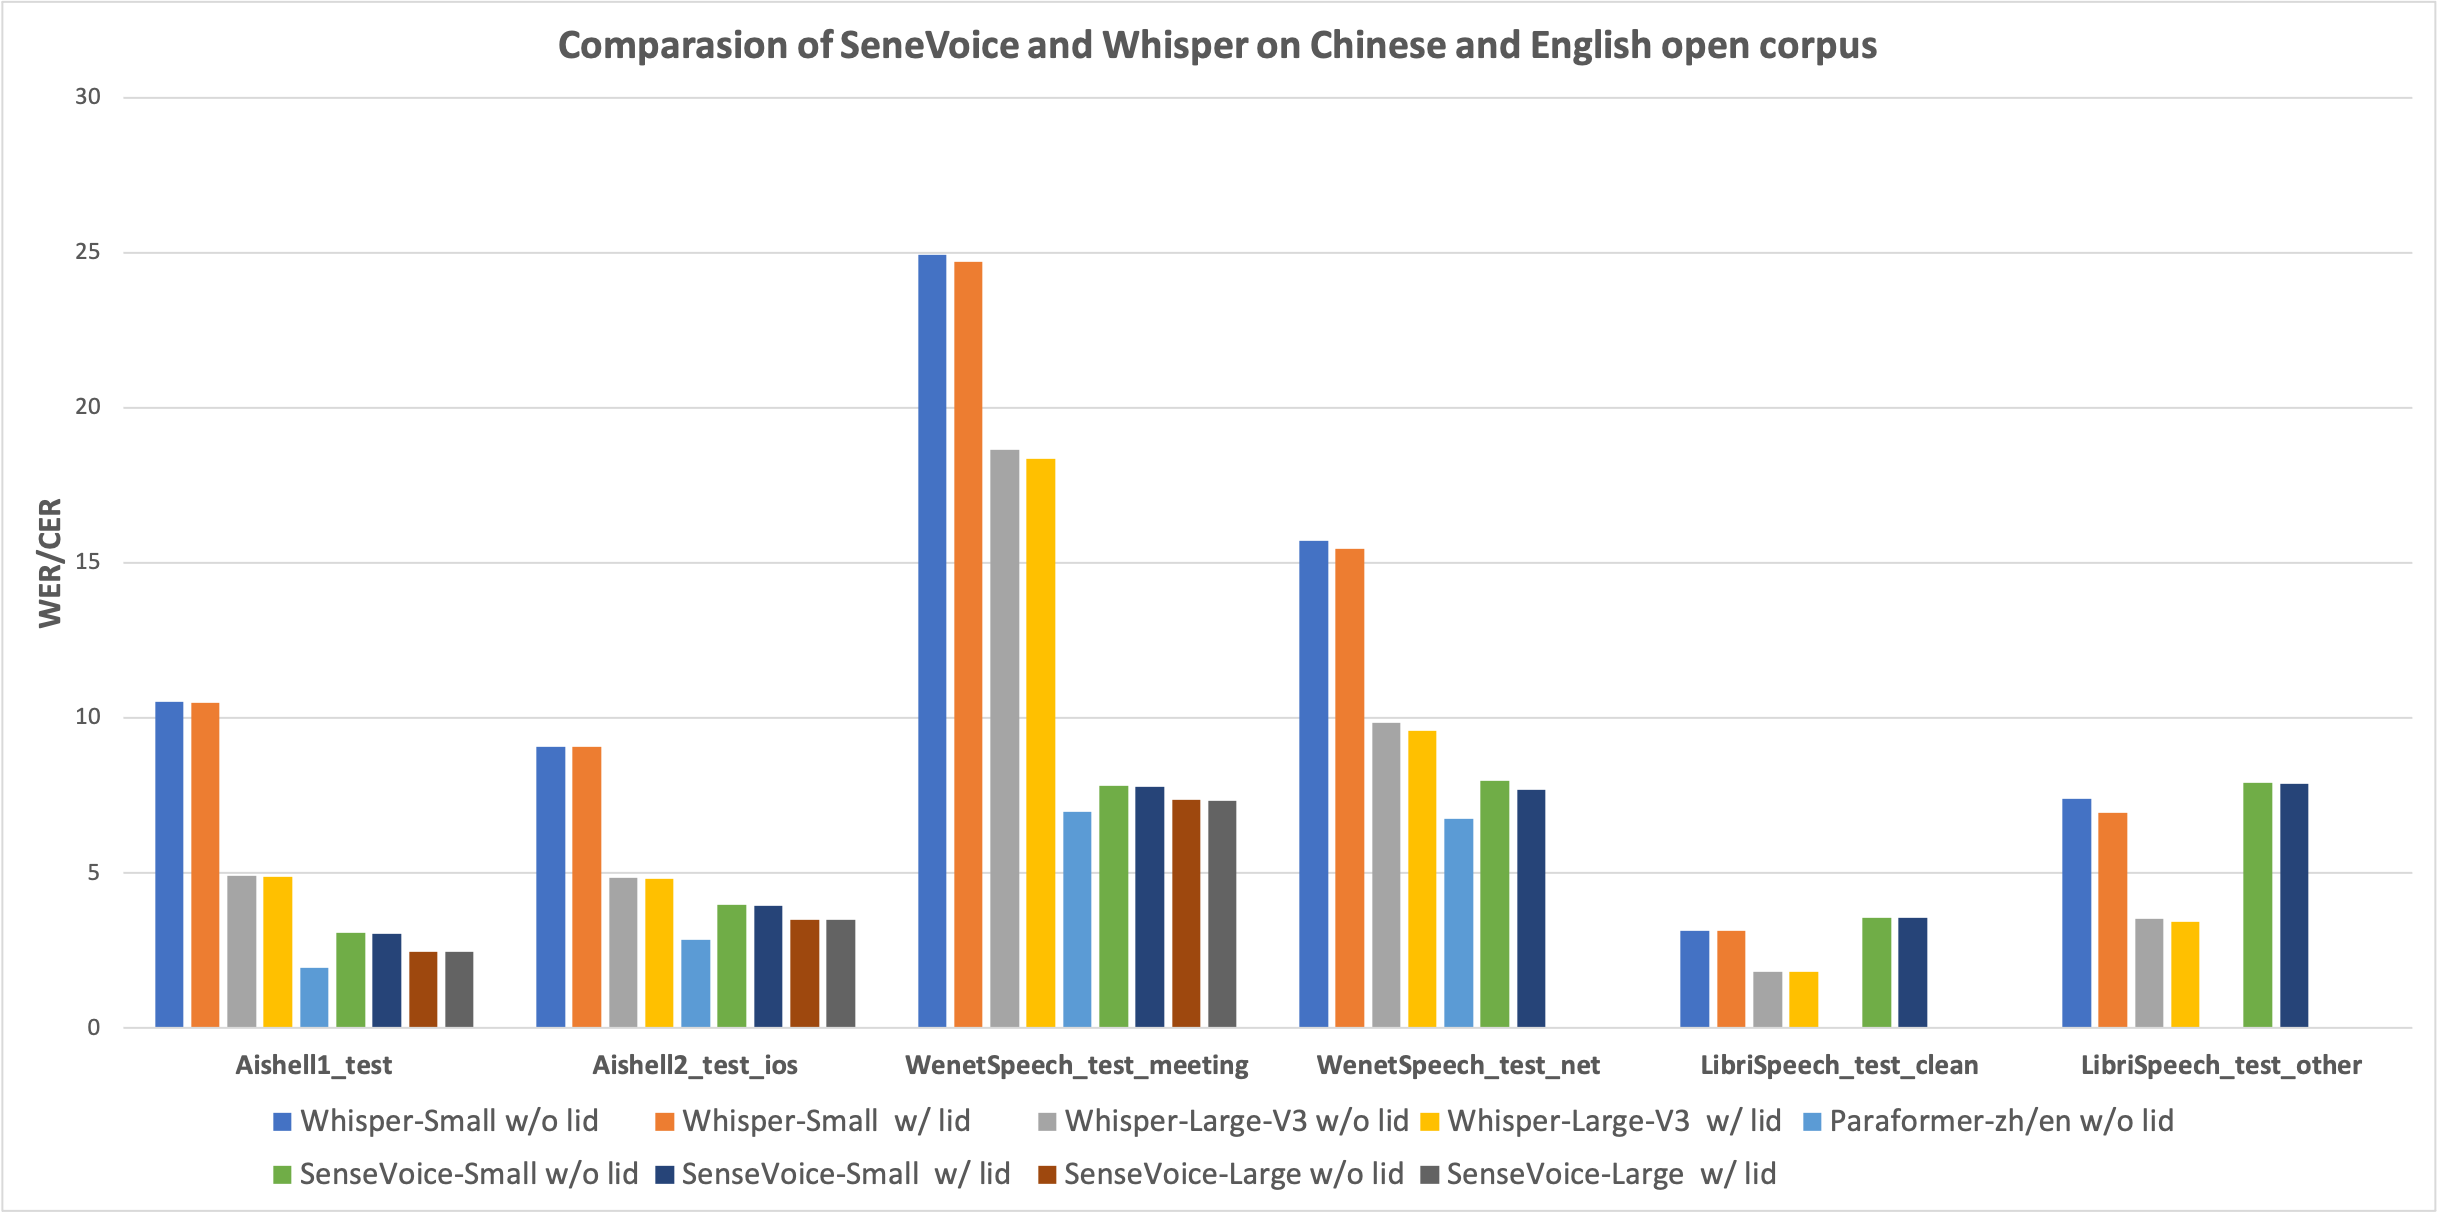 Comparasion of SeneVoice and Whisper on Chinese and English open corpus
30
25
20
15
10
5
0
WER/CER
Aishell1_test
Aishell2_test_ios
WenetSpeech_test_meeting
WenetSpeech_test_net
LibriSpeech_test_clean
LibriSpeech_test_other
Whisper-Small w/o lid
Whisper-Small w/ lid
Whisper-Large-V3 w/o lid
Whisper-Large-V3 w/ lid
Paraformer-zh/en w/o lid
SenseVoice-Small w/o lid
SenseVoice-Small w/ lid
SenseVoice-Large w/o lid
SenseVoice-Large w/ lid